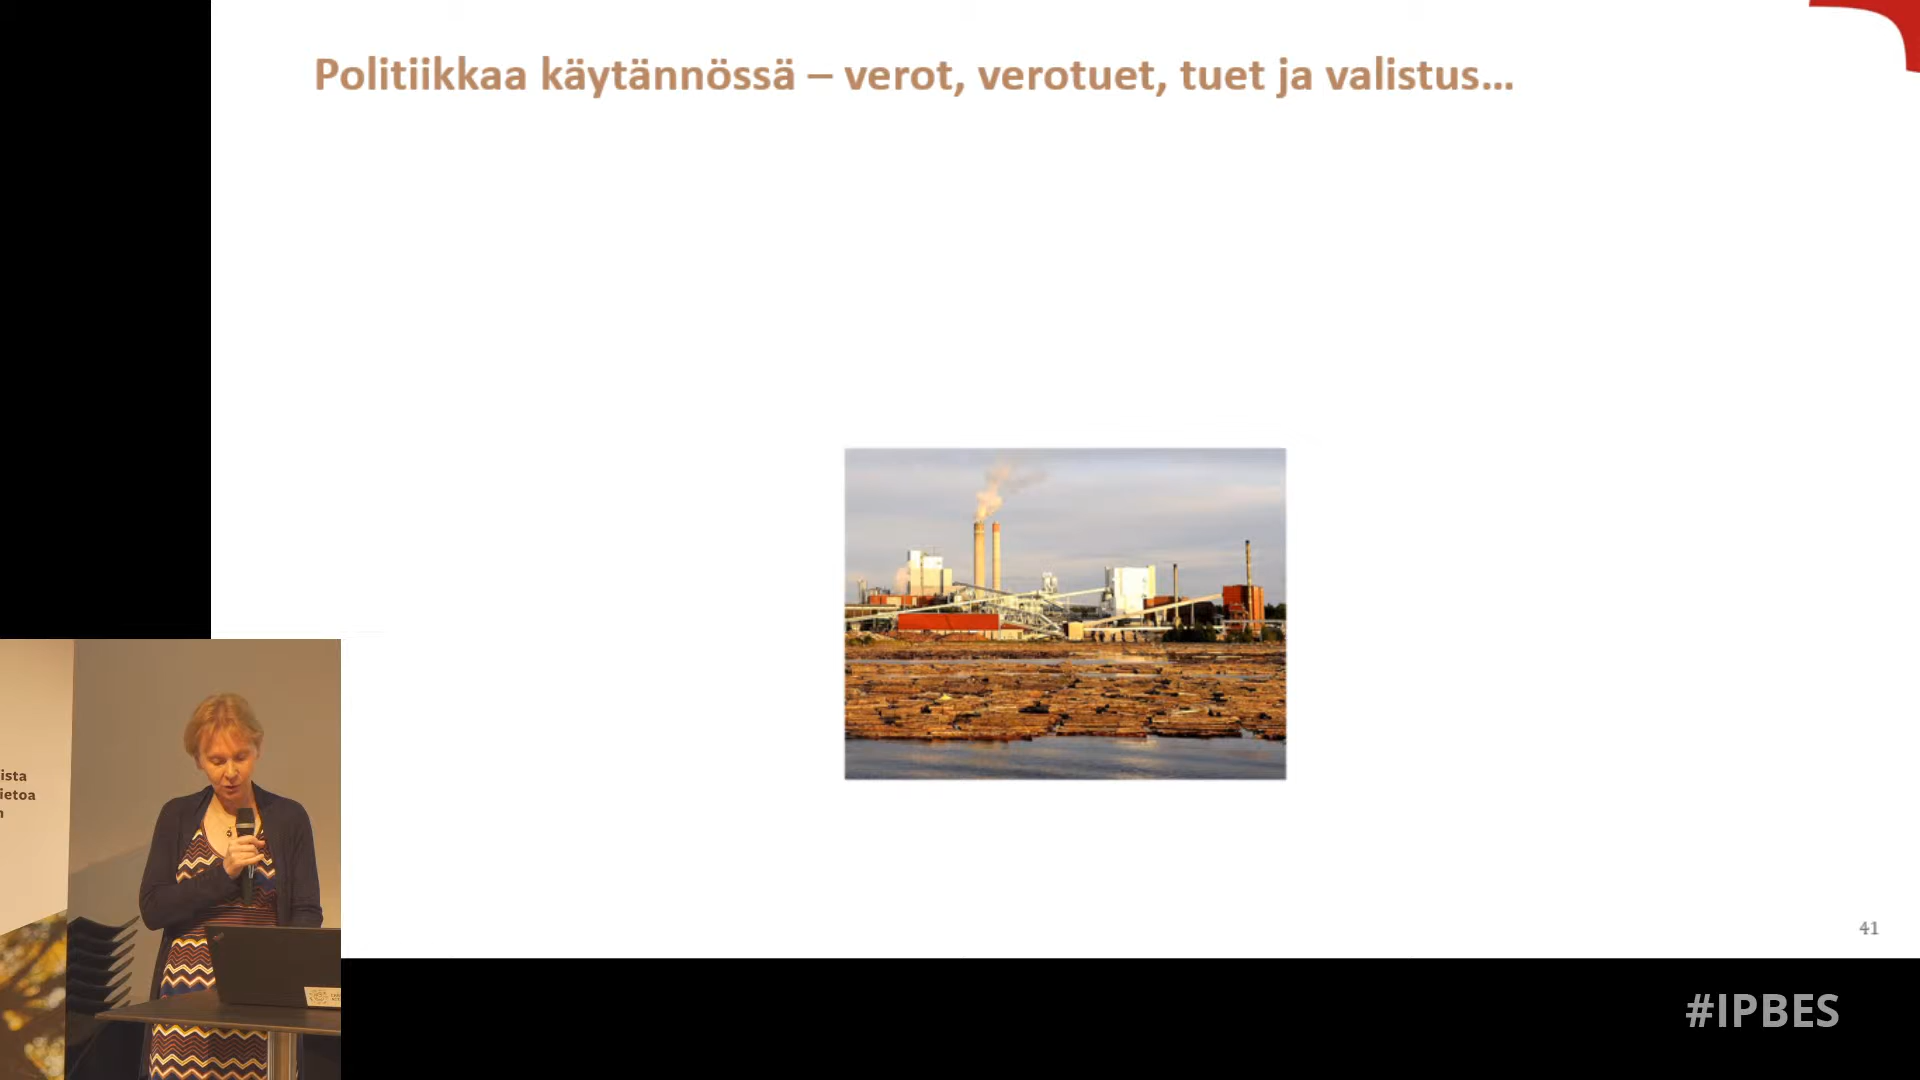 Politiikkaa käytännössä – verot, verotuet, tuet ja valistus...
ista
ietoa
n
41
#IPBES